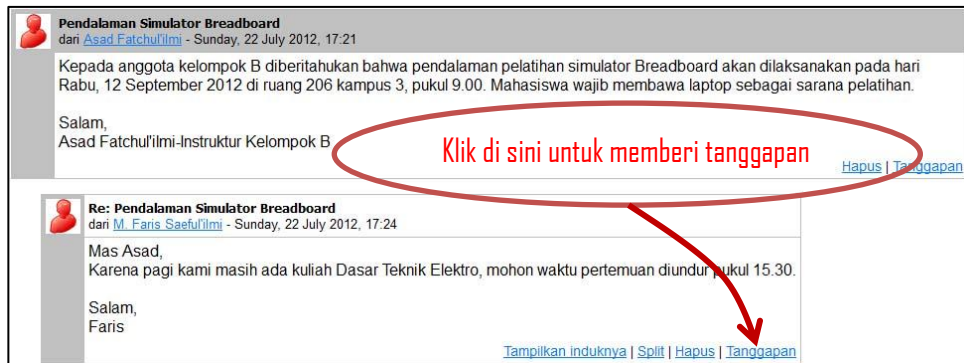 Pendalaman Simulator Breadboard
dari Asad Fatchul'ilmi - Sunday, 22 July 2012, 17:21
Kepada anggota kelompok B diberitahukan bahwa pendalaman pelatihan simulator Breadboard akan dilaksanakan pada hari
Rabu, 12 September 2012 di ruang 206 kampus 3, pukul 9.00. Mahasiswa wajib membawa laptop sebagai sarana pelatihan.
Salam,
Asad Fatchul'ilmi-Instruktur Kelompok B
Klik di sini untuk memberi tanggapan
Hapus | Tanggapan
Re: Pendalaman Simulator Breadboard
dari M. Faris Saeful'ilmi - Sunday, 22 July 2012, 17:24
Mas Asad,
Karena pagi kami masih ada kuliah Dasar Teknik Elektro, mohon waktu pertemuan diundur pukul 15.30.
Salam,
Faris
Tampilkan induknya | Split | Hapus | Tanggapan